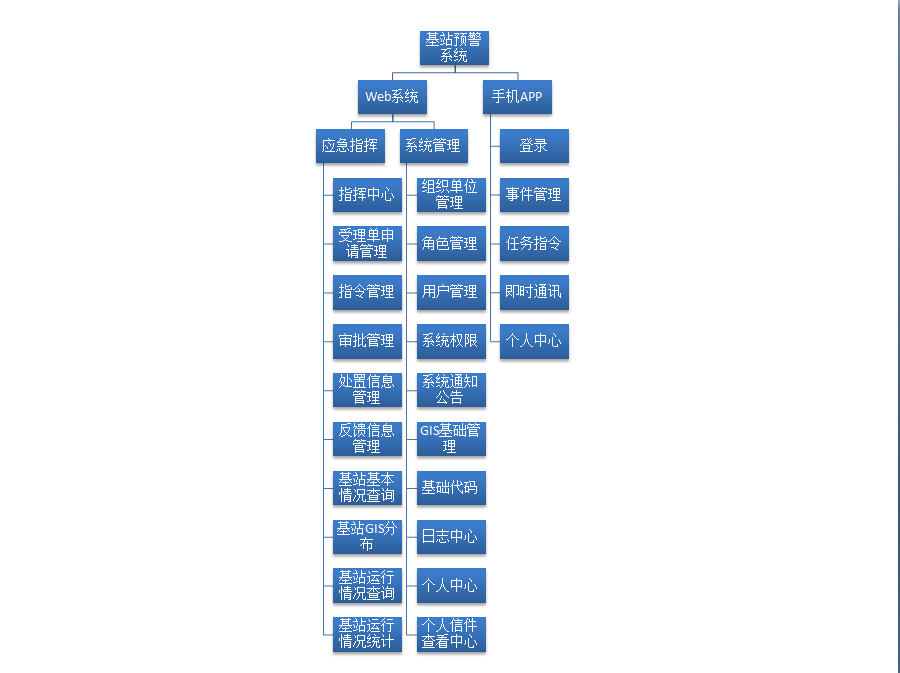 基站预警
系统
Web系统
手机APP
应急指挥
系统管理
登录
指挥中心
组织单位
管理
事件管理
受理单申
请管理
角色管理
任务指令
指令管理
用户管理
即时通讯
审批管理
系统权限
个人中心
处置信息
管理
系统通知
公告
反馈信息
管理
GIS基础管
理
基站基本
情况查询
基础代码
基站GIS分
布
日志中心
基站运行
情况查询
个人中心
基站运行
情况统计
个人信件
查看中心